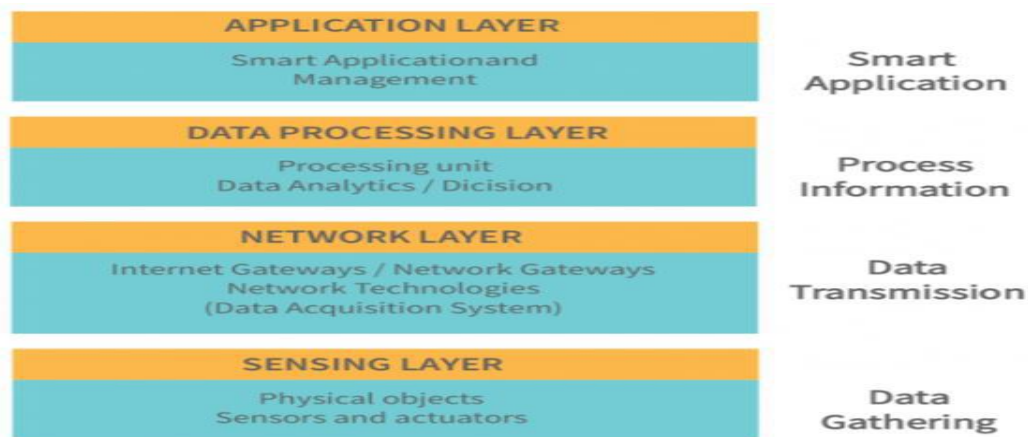 APPLICATION LAYER
Smart Applicationand
Management
Smart
Application
DATA PROCESSING LAYER
Processing unit
Data Analytics / Dicision
Process
Information
NETWORK LAYER
Internet Gateways / Network Gateways
Network Technologies
(Data Acquisition System)
Data
Transmission
SENSING LAYER
Physical objects
Sensors and actuators
Data
Gathering